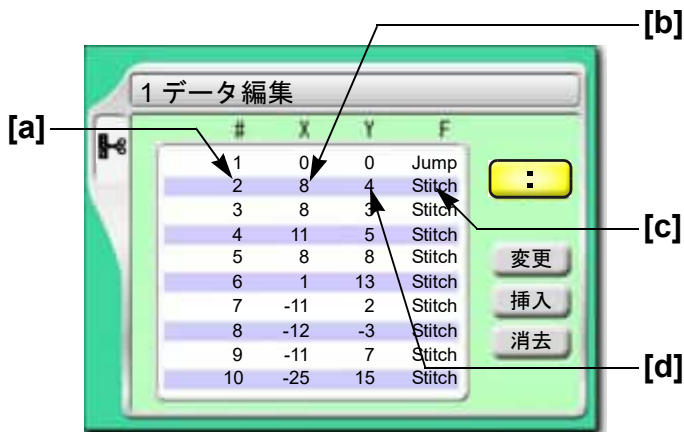 [b]
1 データ編集
[a]
# X Y F
1 0 0 Jump
2 8 4 Stitch
:
3 8 3 Stitch
[c]
4 11 5 Stitch
5 8 8 Stitch
変更
6 1 13 Stitch
7 -11 2 Stitch
挿入
8 -12 -3 Stitch
消去
9 -11 7 Stitch
10 -25 15 Stitch
[d]